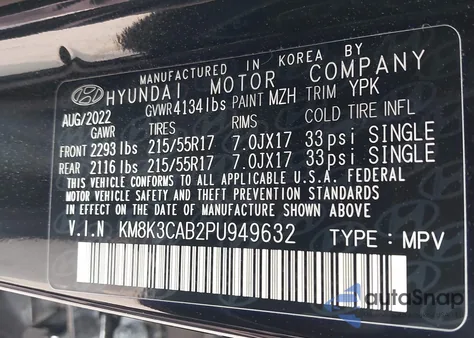 MANUFACTURED IN KOREA BY
HYUNDAI MOTOR COMPANY
AUG/2022 GVWR 4134 lbs PAINT MZH TRIM YPK
GAWR TIRES RIMS COLD TIRE INFL
FRONT 2293 lbs 215/55R17 7.0JX17 33psi SINGLE
REAR 2116 lbs 215/55R17 7.0JX17 33psi SINGLE
THIS VEHICLE CONFORMS TO ALL APPLICABLE U.S.A. FEDERAL
MOTOR VEHICLE SAFETY AND THEFT PREVENTION STANDARDS
IN EFFECT ON THE DATE OF MANUFACTURE SHOWN ABOVE
V.I.N KM8K3CAB2PU949632 TYPE : MPV
autoSnap